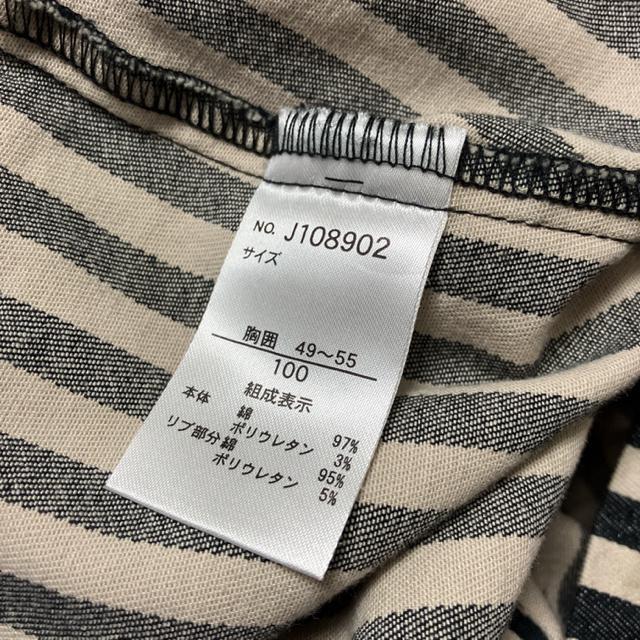 NO. J108902
サイズ
胸囲 49～55
100
組成表示
本体 綿 97%
ポリウレタン 3%
リブ部分綿 95%
ポリウレタン 5%